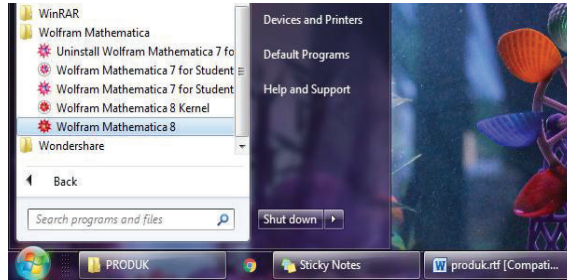 WinRAR
Wolfram Mathematica
Uninstall Wolfram Mathematica 7 fo
Wolfram Mathematica 7 for Student
Wolfram Mathematica 7 for Student
Wolfram Mathematica 8 Kernel
Wolfram Mathematica 8
Wondershare
Back
Search programs and files
Devices and Printers
Default Programs
Help and Support
Shut down
PRODUK
Sticky Notes
produk.rtf [Compati...